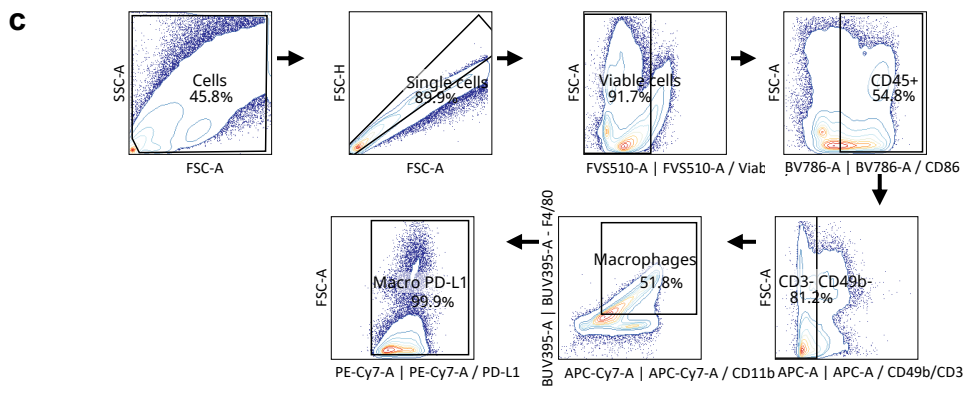 c
SSC-A
Cells
45.8%
FSC-A
FSC-H
Single cells
89.9%
FSC-A
FSC-A
Viable cells
91.7%
FVS510-A | FVS510-A / Viab
FSC-A
CD45+
54.8%
BV786-A | BV786-A / CD86
FSC-A
Macro PD-L1
99.9%
PE-Cy7-A | PE-Cy7-A / PD-L1
BUV395-A | BUV395-A - F4/80
Macrophages
51.8%
APC-Cy7-A | APC-Cy7-A / CD11b
FSC-A
CD3- CD49b-
81.2%
APC-A | APC-A / CD49b/CD3